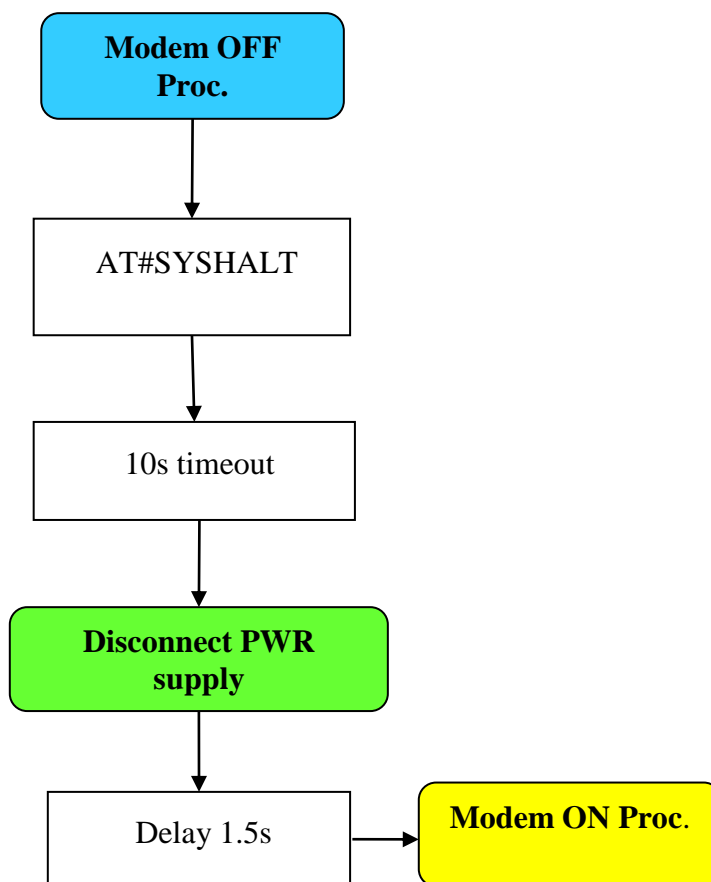 Modem OFF
Proc.
AT#SYSHALT
10s timeout
Disconnect PWR
supply
Delay 1.5s
Modem ON Proc.